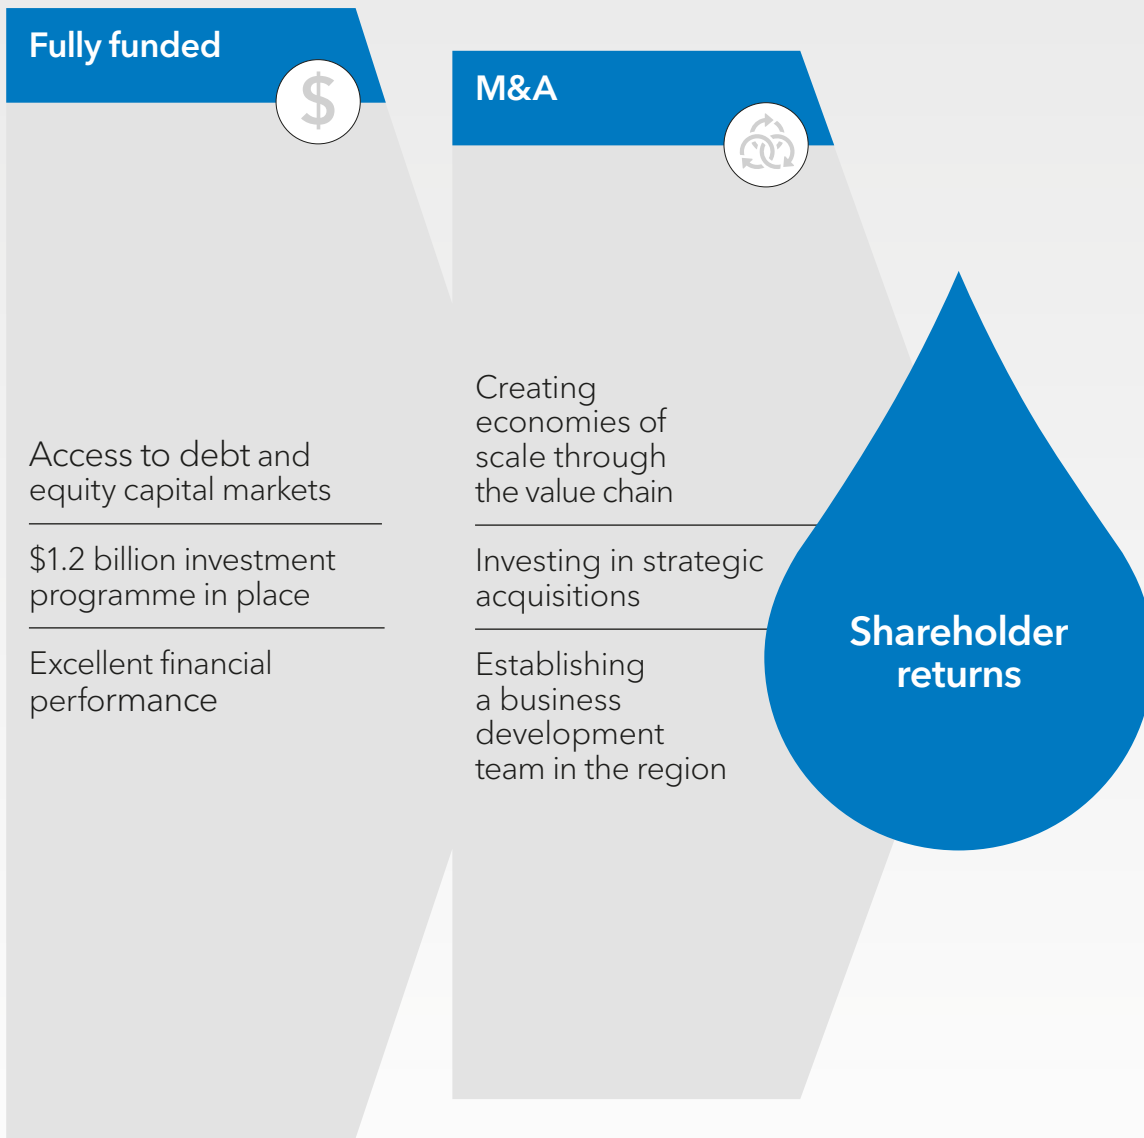 Fully funded
$
Access to debt and
equity capital markets
$1.2 billion investment
programme in place
Excellent financial
performance
M&A
Creating
economies of
scale through
the value chain
Investing in strategic
acquisitions
Establishing
a business
development
team in the region
Shareholder
returns